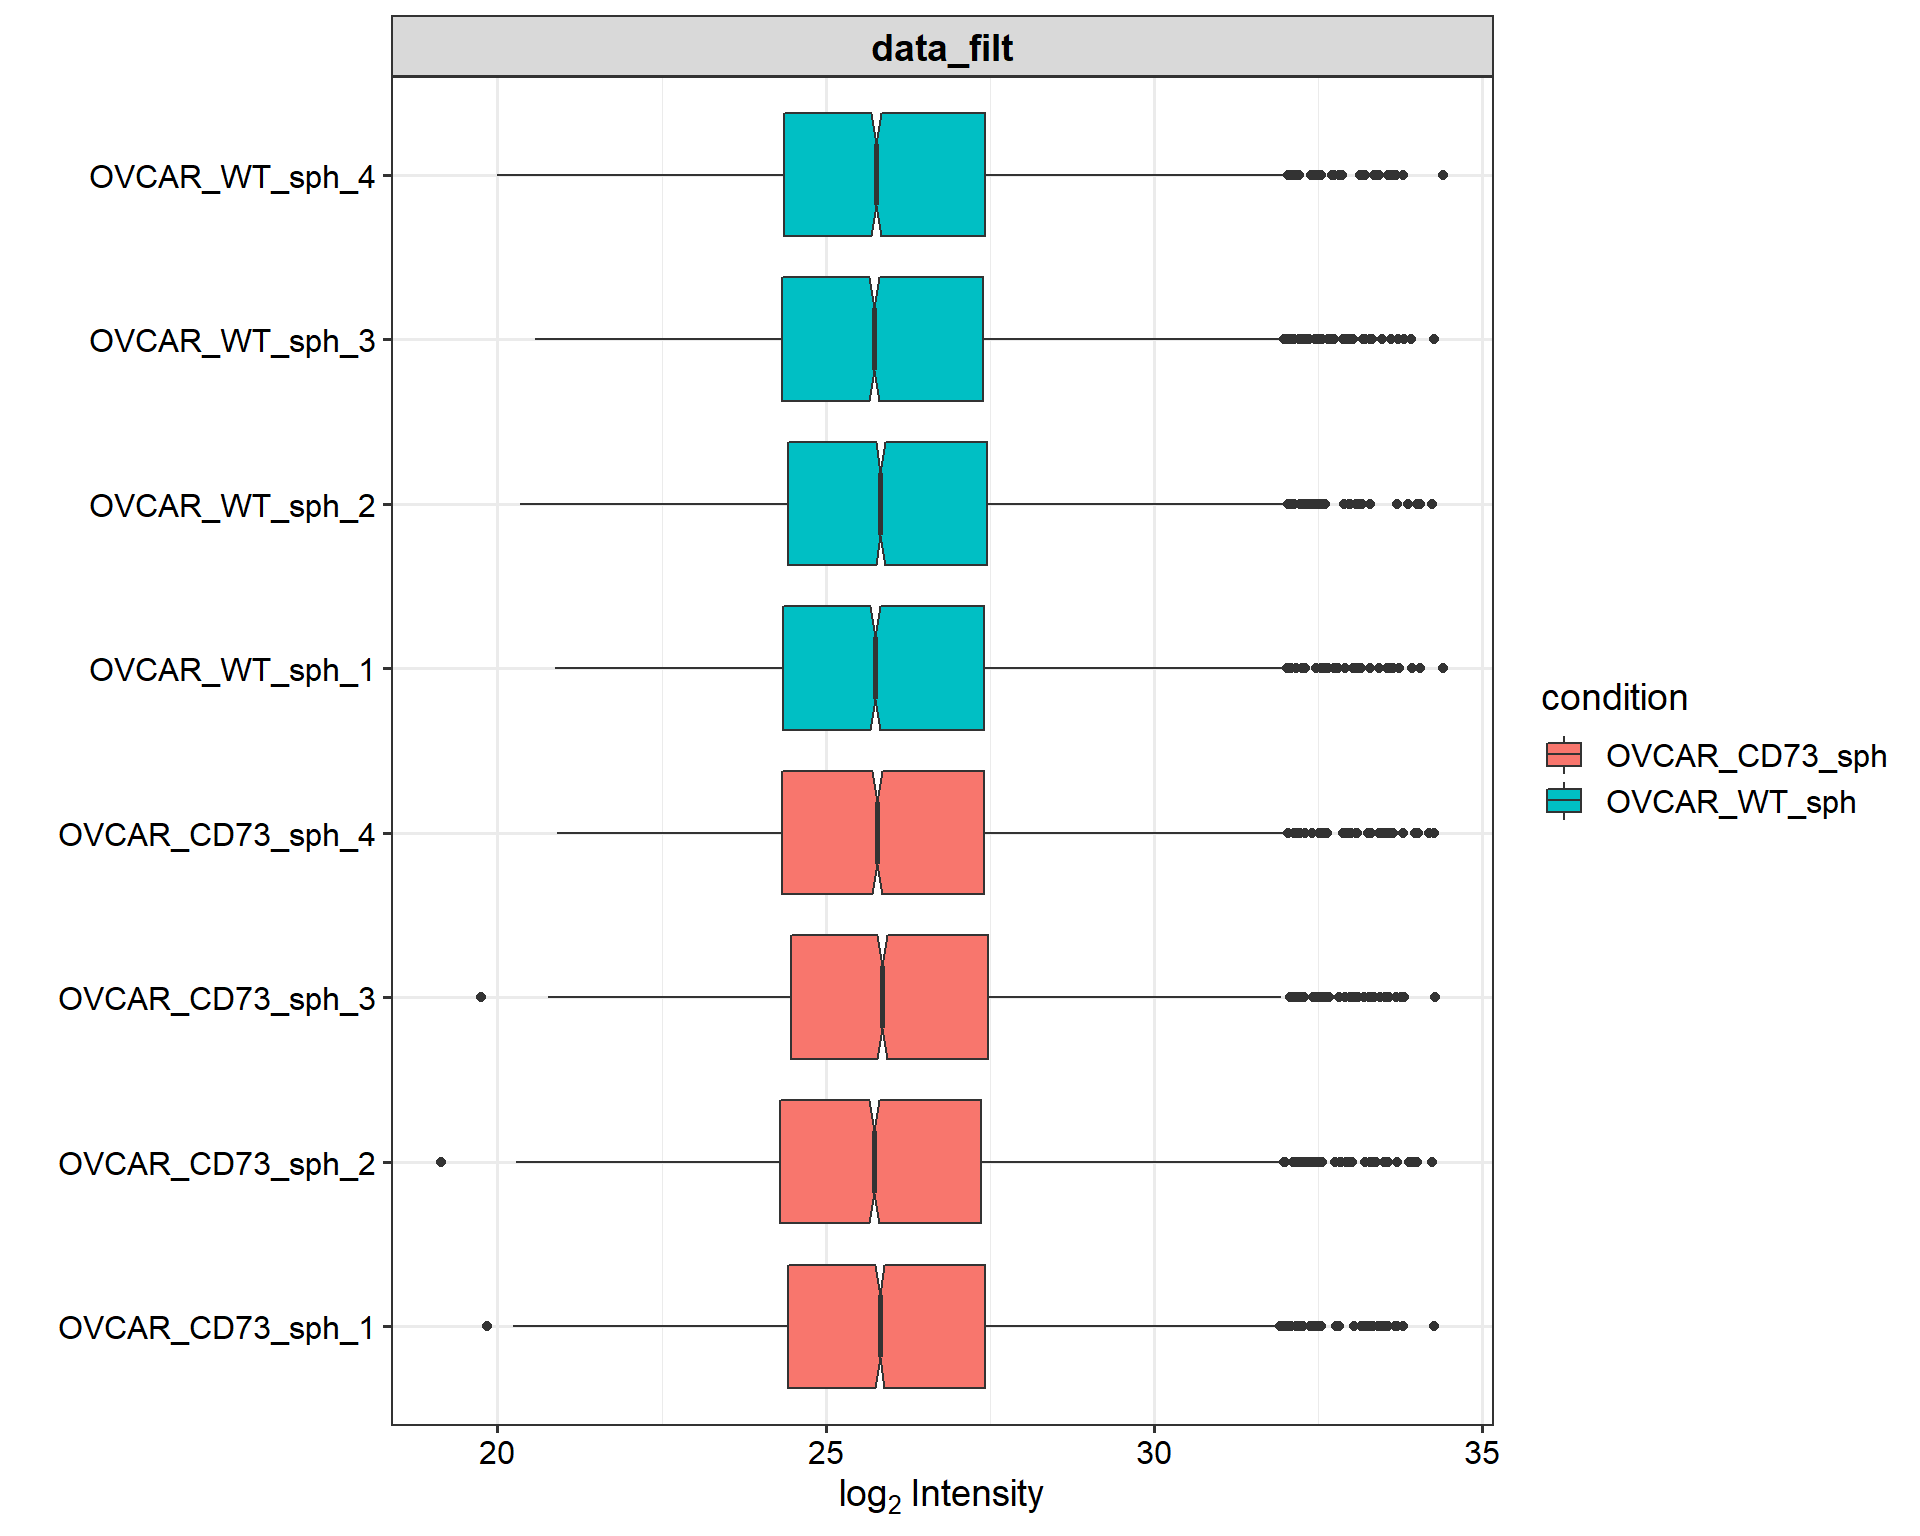 data_filt
OVCAR_WT_sph_4
OVCAR_WT_sph_3
OVCAR_WT_sph_2
OVCAR_WT_sph_1
OVCAR_CD73_sph_4
OVCAR_CD73_sph_3
OVCAR_CD73_sph_2
OVCAR_CD73_sph_1
20 25 30 35
log₂ Intensity
condition
OVCAR_CD73_sph
OVCAR_WT_sph